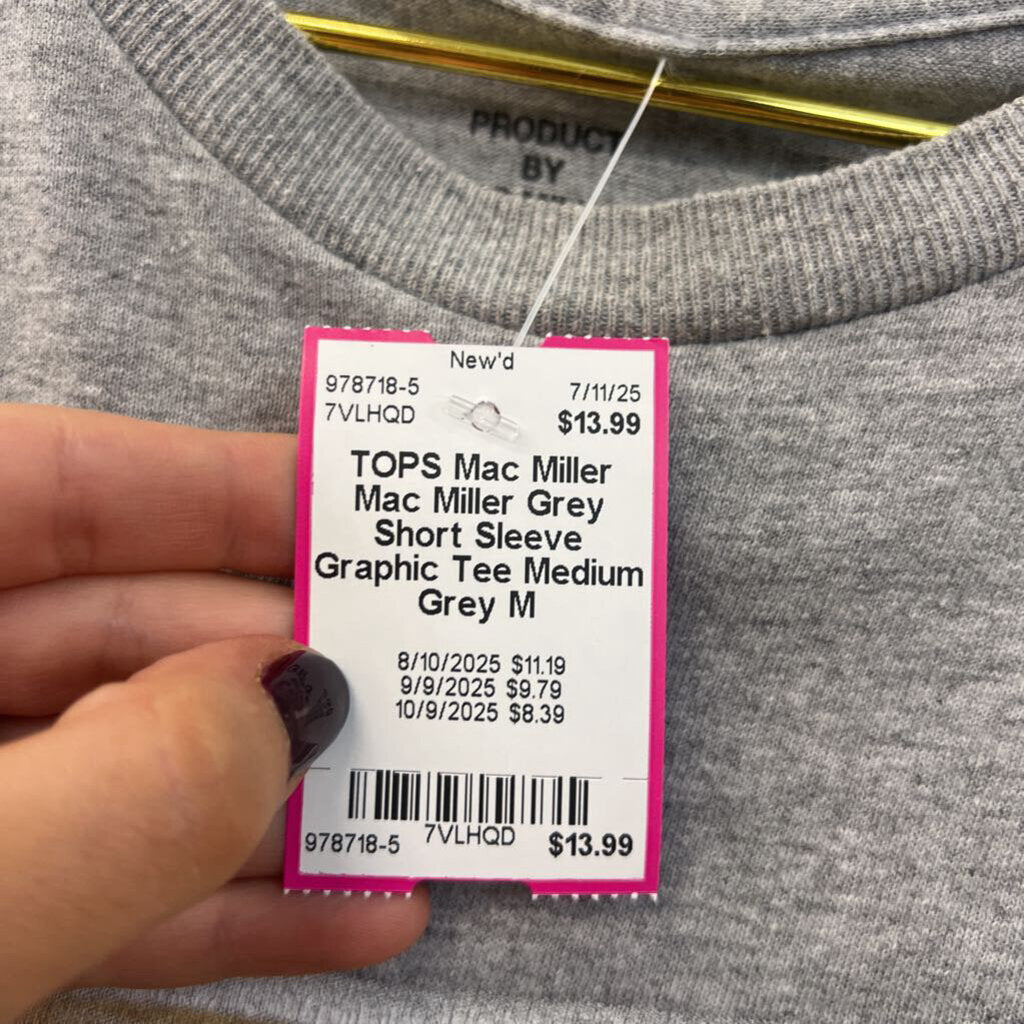 PRODUCT
BY
New'd
978718-5
7/11/25
7VLHQD
$13.99
TOPS Mac Miller
Mac Miller Grey
Short Sleeve
Graphic Tee Medium
Grey M
8/10/2025 $11.19
9/9/2025 $9.79
10/9/2025 $8.39
978718-5
7VLHQD
$13.99